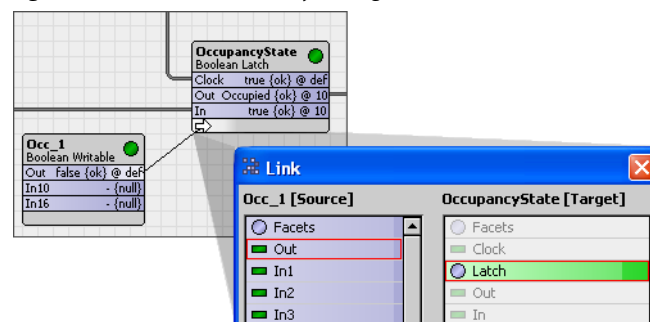 OccupancyState
Boolean Latch
Clock true {ok} @ def
Out Occupied {ok} @ 10
In true {ok} @ 10
Occ_1
Boolean Writable
Out false {ok} @ def
In10 - {null}
In16 - {null}
Link
Occ_1 [Source]
OccupancyState [Target]
Facets
Out
In1
In2
In3
Facets
Clock
Latch
Out
In